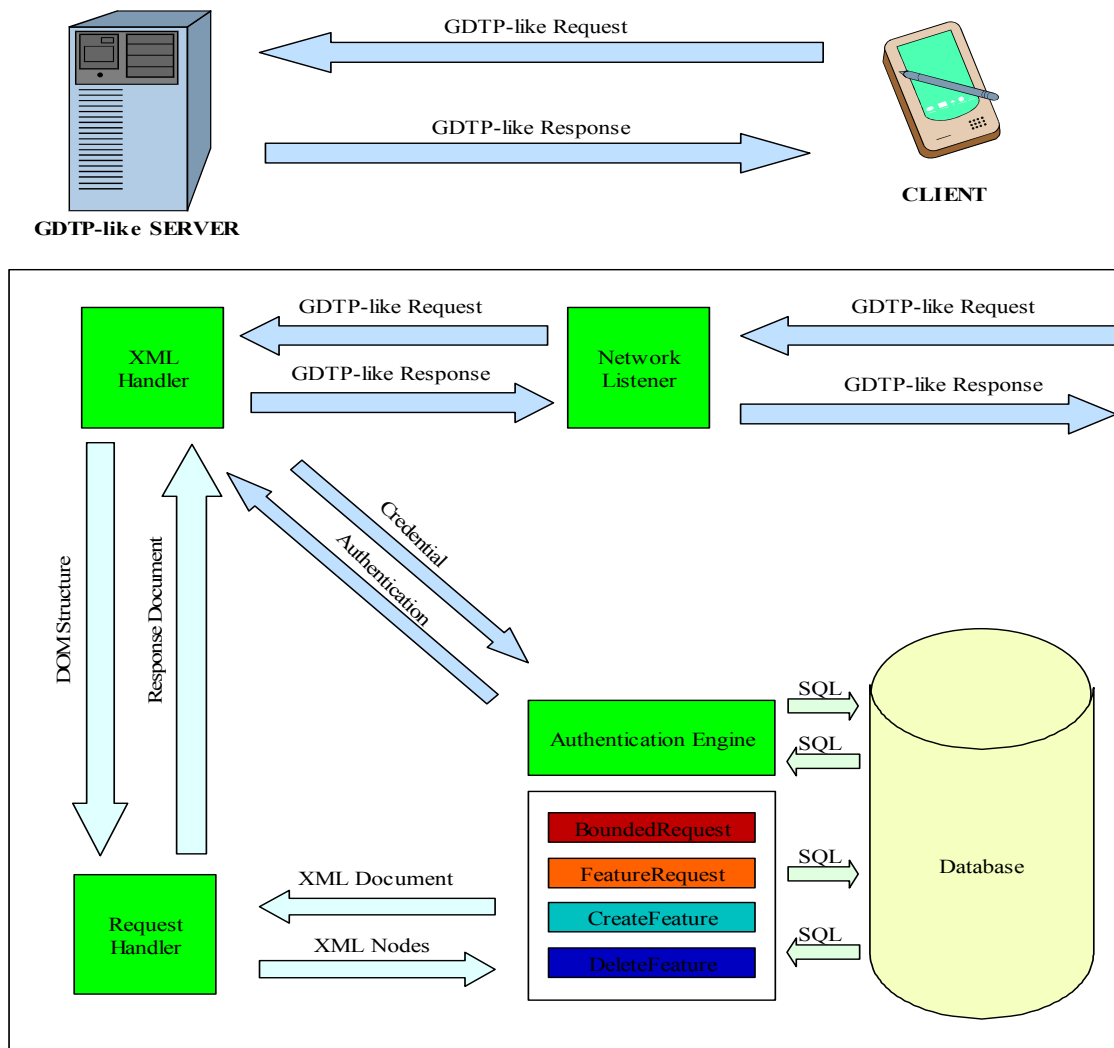 GDTP-like Request
GDTP-like Response
CLIENT
GDTP-like SERVER
GDTP-like Request
GDTP-like Request
XML
Handler
Network
Listener
GDTP-like Response
GDTP-like Response
Credential
Authentication
DOM Structure
Response Document
SQL
Authentication Engine
SQL
BoundedRequest
SQL
FeatureRequest
Database
XML Document
CreateFeature
Request
Handler
SQL
XML Nodes
DeleteFeature